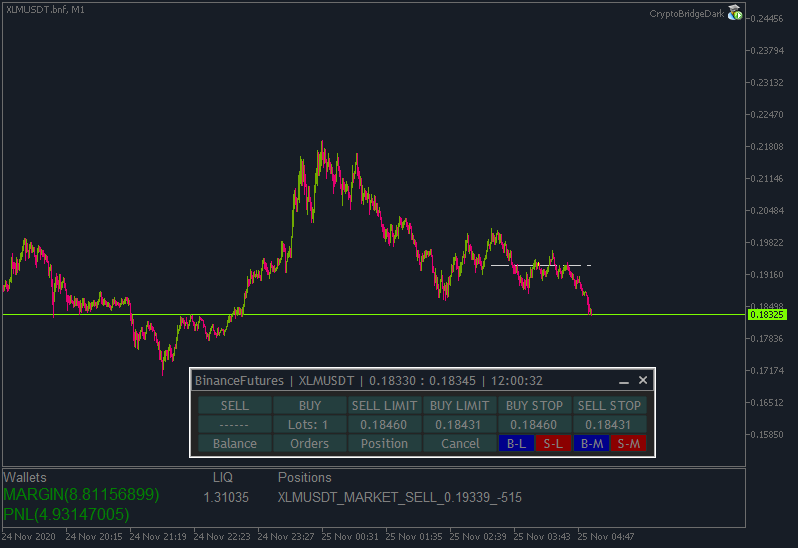 XLMUSDT.bnf, M1
CryptoBridgeDark
0.24456
0.23794
0.23132
0.22470
0.21808
0.21146
0.20484
0.19822
0.19160
0.18498
0.18325
0.17836
0.17174
0.16512
0.15850
BinanceFutures | XLMUSDT | 0.18330 : 0.18345 | 12:00:32
SELL BUY SELL LIMIT BUY LIMIT BUY STOP SELL STOP
------ Lots: 1 0.18460 0.18431 0.18460 0.18431
Balance Orders Position Cancel B-L S-L B-M S-M
Wallets LIQ Positions
MARGIN(8.81156899) 1.31035 XLMUSDT_MARKET_SELL_0.19339_-515
PNL(4.93147005)
24 Nov 2020 24 Nov 20:15 24 Nov 21:19 24 Nov 22:23 24 Nov 23:27 25 Nov 00:31 25 Nov 01:35 25 Nov 02:39 25 Nov 03:43 25 Nov 04:47